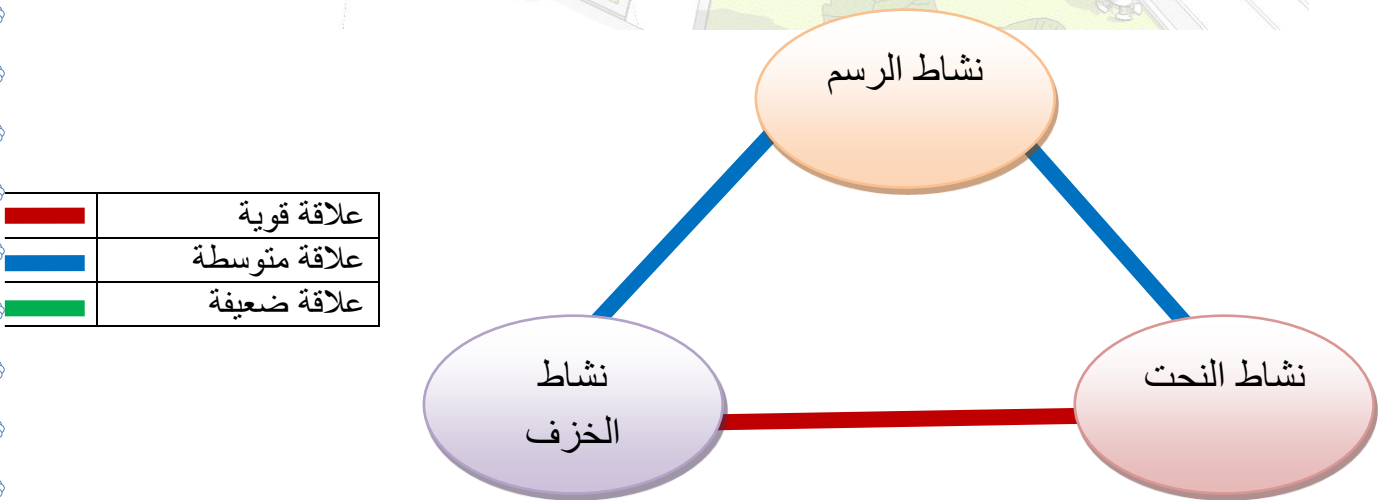 نشاط الرسم
علاقة قوية
علاقة متوسطة
علاقة ضعيفة
نشاط النحت
نشاط
الخزف